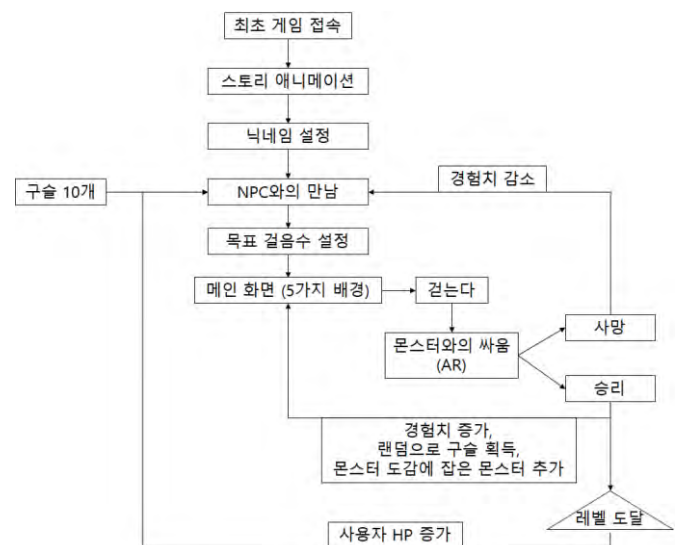 최초 게임 접속
스토리 애니메이션
닉네임 설정
구슬 10개
NPC와의 만남
경험치 감소
목표 걸음수 설정
메인 화면 (5가지 배경)
걷는다
몬스터와의 싸움
(AR)
사망
승리
경험치 증가,
랜덤으로 구슬 획득,
몬스터 도감에 잡은 몬스터 추가
레벨 도달
사용자 HP 증가